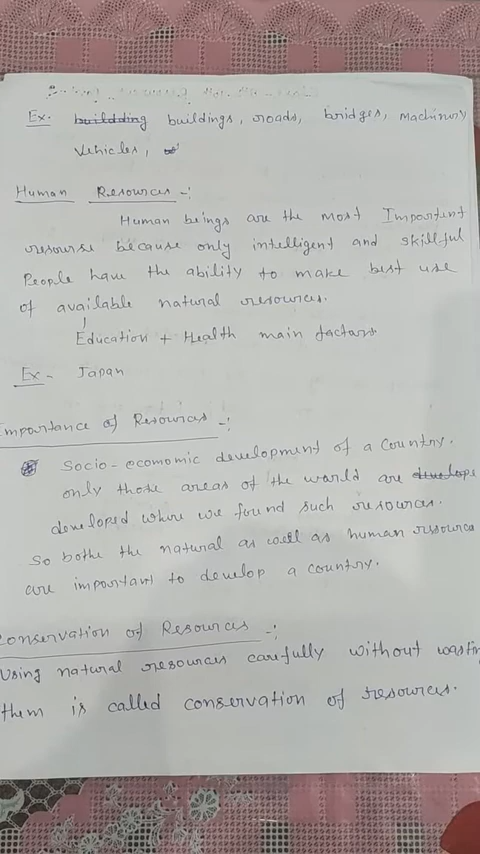 Ex. building buildings, roads, bridges, Machinary
Vehicles,
Human Resources -:
Human beings are the most Important
resourse because only intelligent and skillful
People have the ability to make best use
of available natural resources.
Education + Health main factors.
Ex - Japan
Importance of Resources -:
Socio-ecomomic development of a country.
only those areas of the world are develope
developed where we found such resources.
So bothe the natural as well as human resource
are important to develop a country.
Conservation of Resources -:
Using natural resources carefully without wastin
them is called conservation of resources.